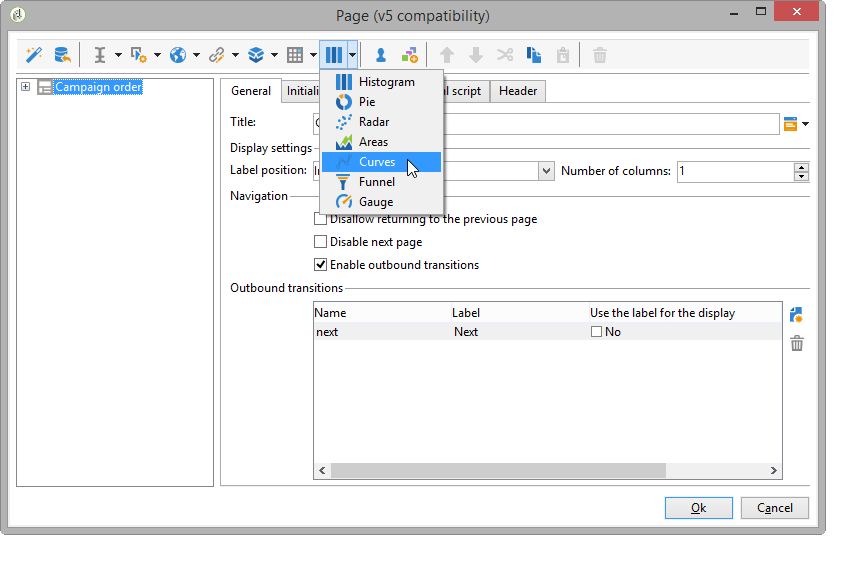 Page (v5 compatibility)
Campaign order
General
Initiali
l script
Header
Histogram
Pie
Radar
Areas
Curves
Funnel
Gauge
Title:
Display settings
Label position:
Number of columns: 1
Navigation
Disallow returning to the previous page
Disable next page
Enable outbound transitions
Outbound transitions
Name Label Use the label for the display
next Next No
Ok Cancel